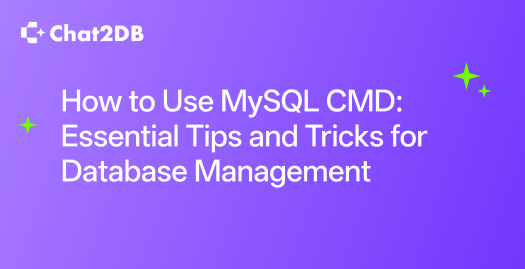 Chat2DB
How to Use MySQL CMD:
Essential Tips and Tricks for
Database Management